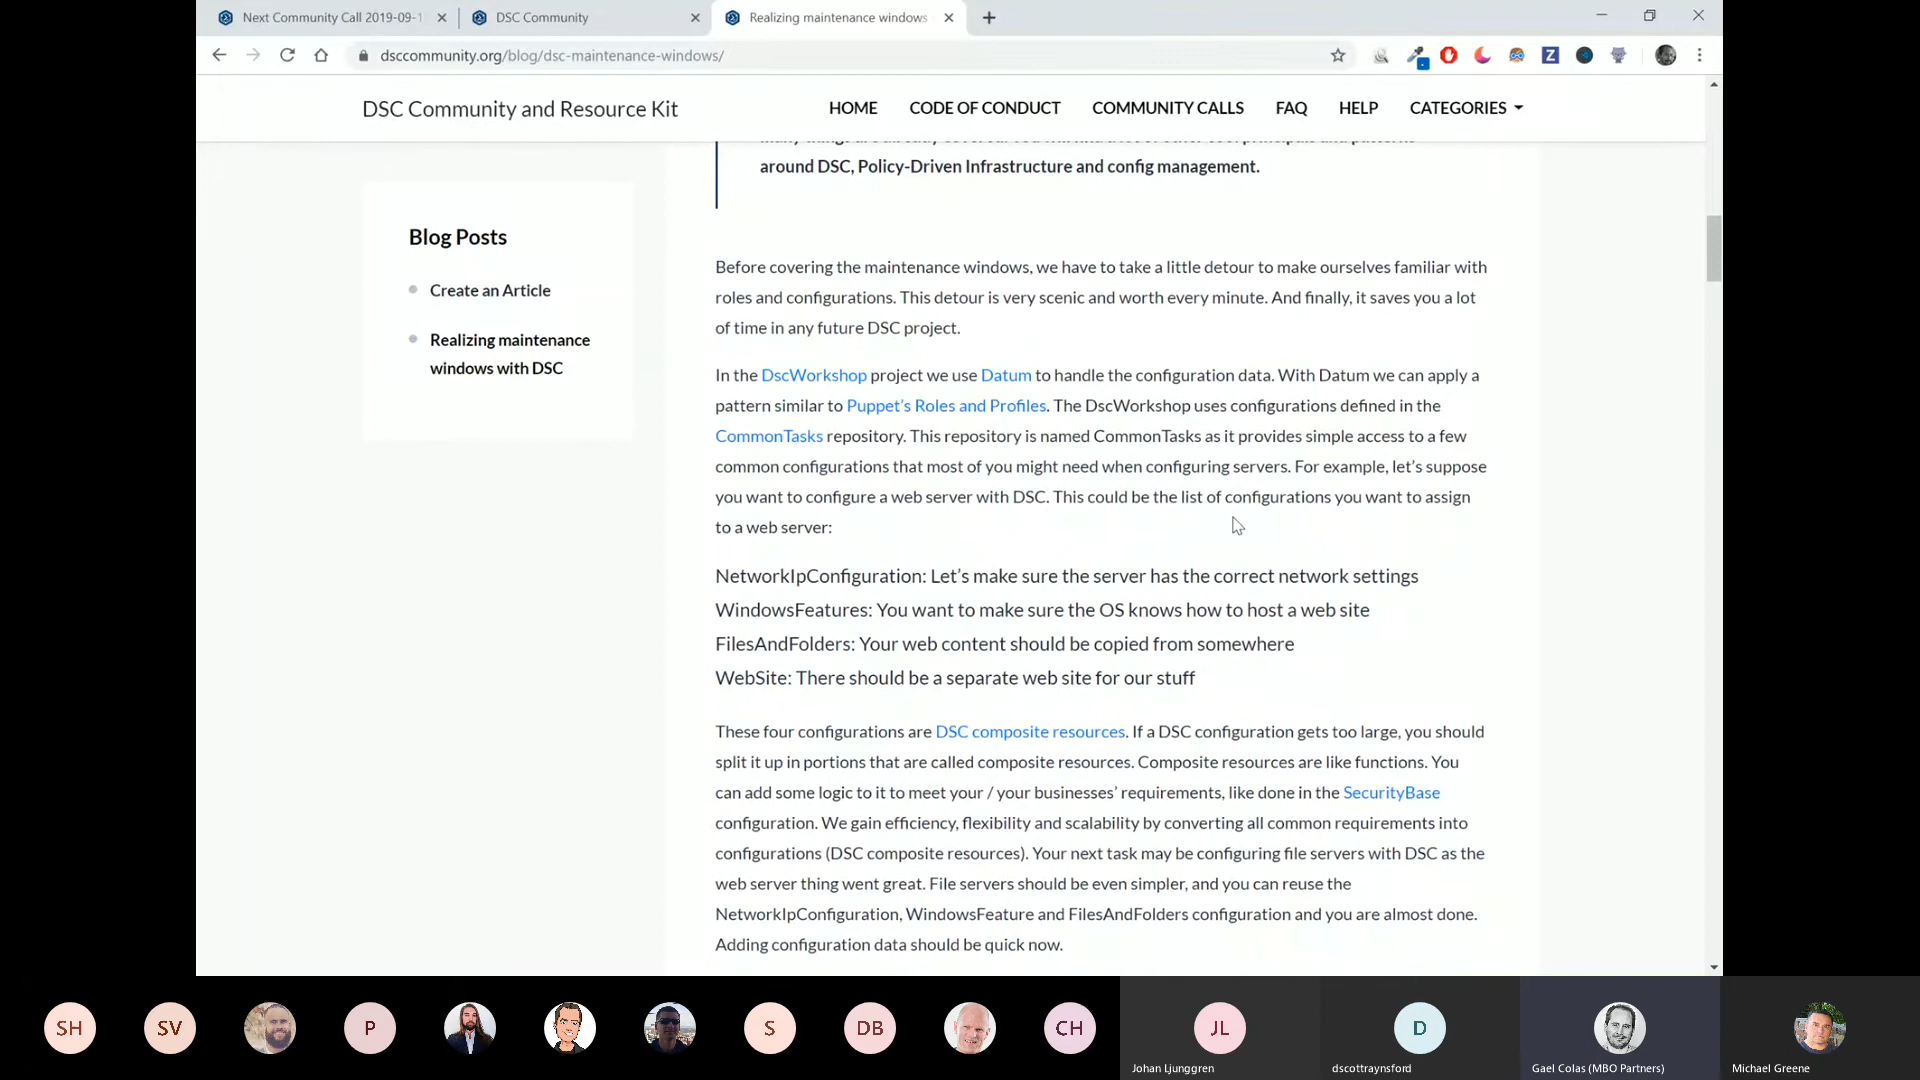 Next Community Call 2019-09-1
DSC Community
Realizing maintenance windows
dsccommunity.org/blog/dsc-maintenance-windows/
DSC Community and Resource Kit
HOME
CODE OF CONDUCT
COMMUNITY CALLS
FAQ
HELP
CATEGORIES
Blog Posts
Create an Article
Realizing maintenance
windows with DSC
around DSC, Policy-Driven Infrastructure and config management.
Before covering the maintenance windows, we have to take a little detour to make ourselves familiar with
roles and configurations. This detour is very scenic and worth every minute. And finally, it saves you a lot
of time in any future DSC project.
In the DscWorkshop project we use Datum to handle the configuration data. With Datum we can apply a
pattern similar to Puppet's Roles and Profiles. The DscWorkshop uses configurations defined in the
CommonTasks repository. This repository is named CommonTasks as it provides simple access to a few
common configurations that most of you might need when configuring servers. For example, let's suppose
you want to configure a web server with DSC. This could be the list of configurations you want to assign
to a web server:
NetworkIpConfiguration: Let's make sure the server has the correct network settings
WindowsFeatures: You want to make sure the OS knows how to host a web site
FilesAndFolders: Your web content should be copied from somewhere
WebSite: There should be a separate web site for our stuff
These four configurations are DSC composite resources. If a DSC configuration gets too large, you should
split it up in portions that are called composite resources. Composite resources are like functions. You
can add some logic to it to meet your / your businesses' requirements, like done in the SecurityBase
configuration. We gain efficiency, flexibility and scalability by converting all common requirements into
configurations (DSC composite resources). Your next task may be configuring file servers with DSC as the
web server thing went great. File servers should be even simpler, and you can reuse the
NetworkIpConfiguration, WindowsFeature and FilesAndFolders configuration and you are almost done.
Adding configuration data should be quick now.
SH
SV
P
S
DB
CH
JL
D
Johan Ljunggren
dscottraynsford
Gael Colas (MBO Partners)
Michael Greene